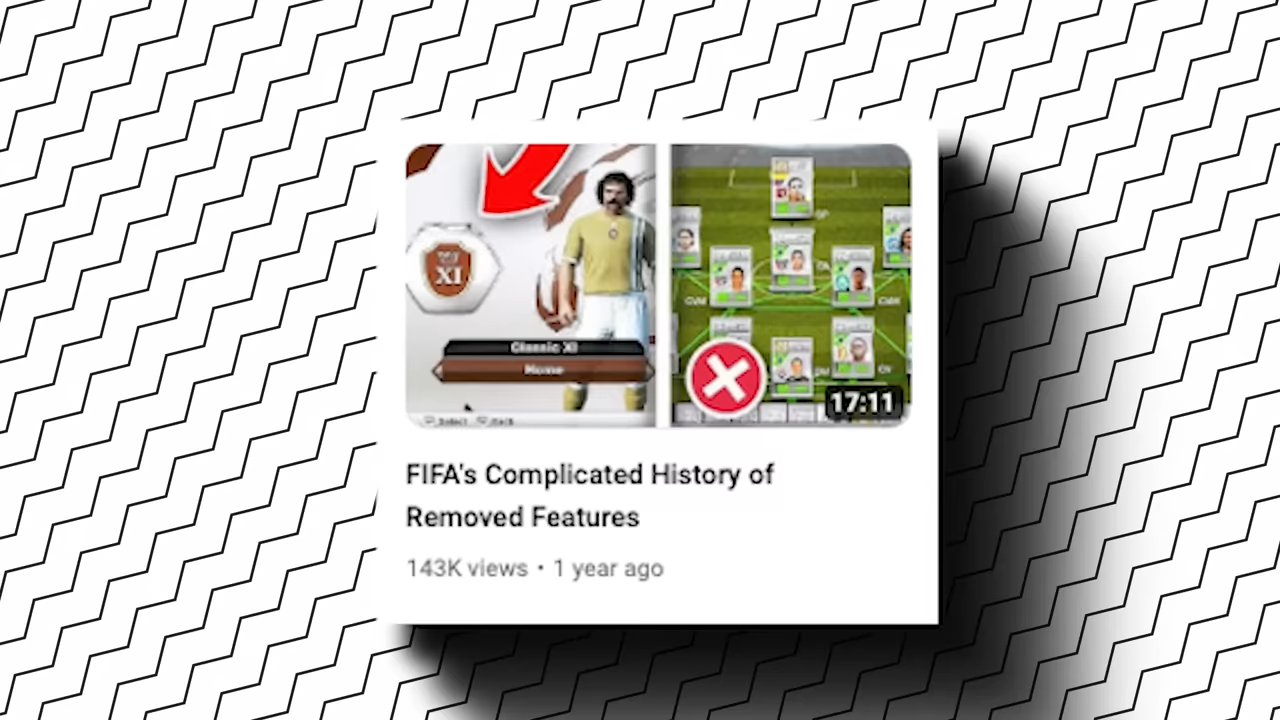 XI
Classic XI
Home
17:11
FIFA's Complicated History of
Removed Features
143K views • 1 year ago